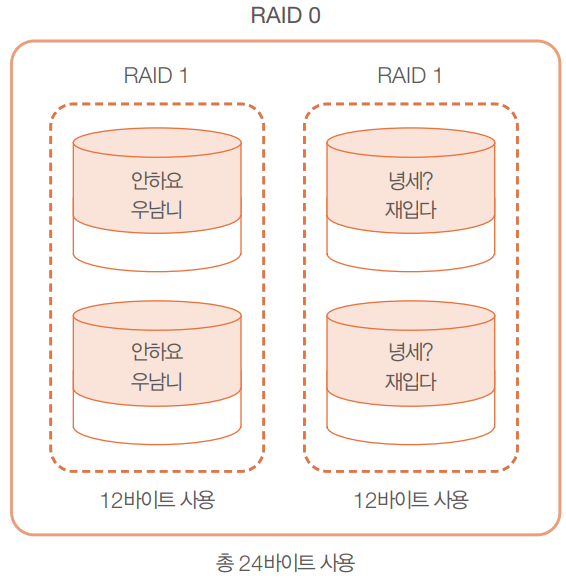 RAID 0
RAID 1
RAID 1
안하요
우남니
녕세?
재입다
안하요
우남니
녕세?
재입다
12바이트 사용
12바이트 사용
총 24바이트 사용